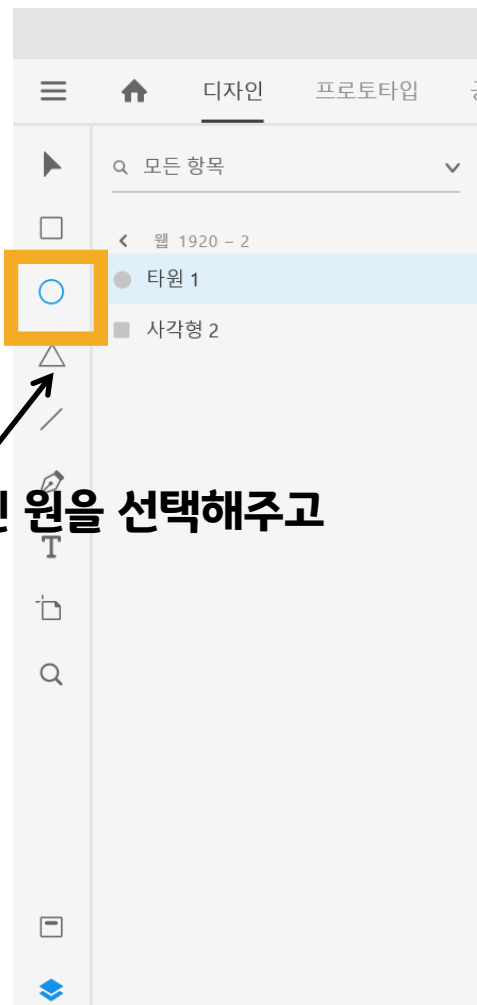 디자인 프로토타입
모든 항목
웹 1920 – 2
타원 1
사각형 2
원을 선택해주고
T